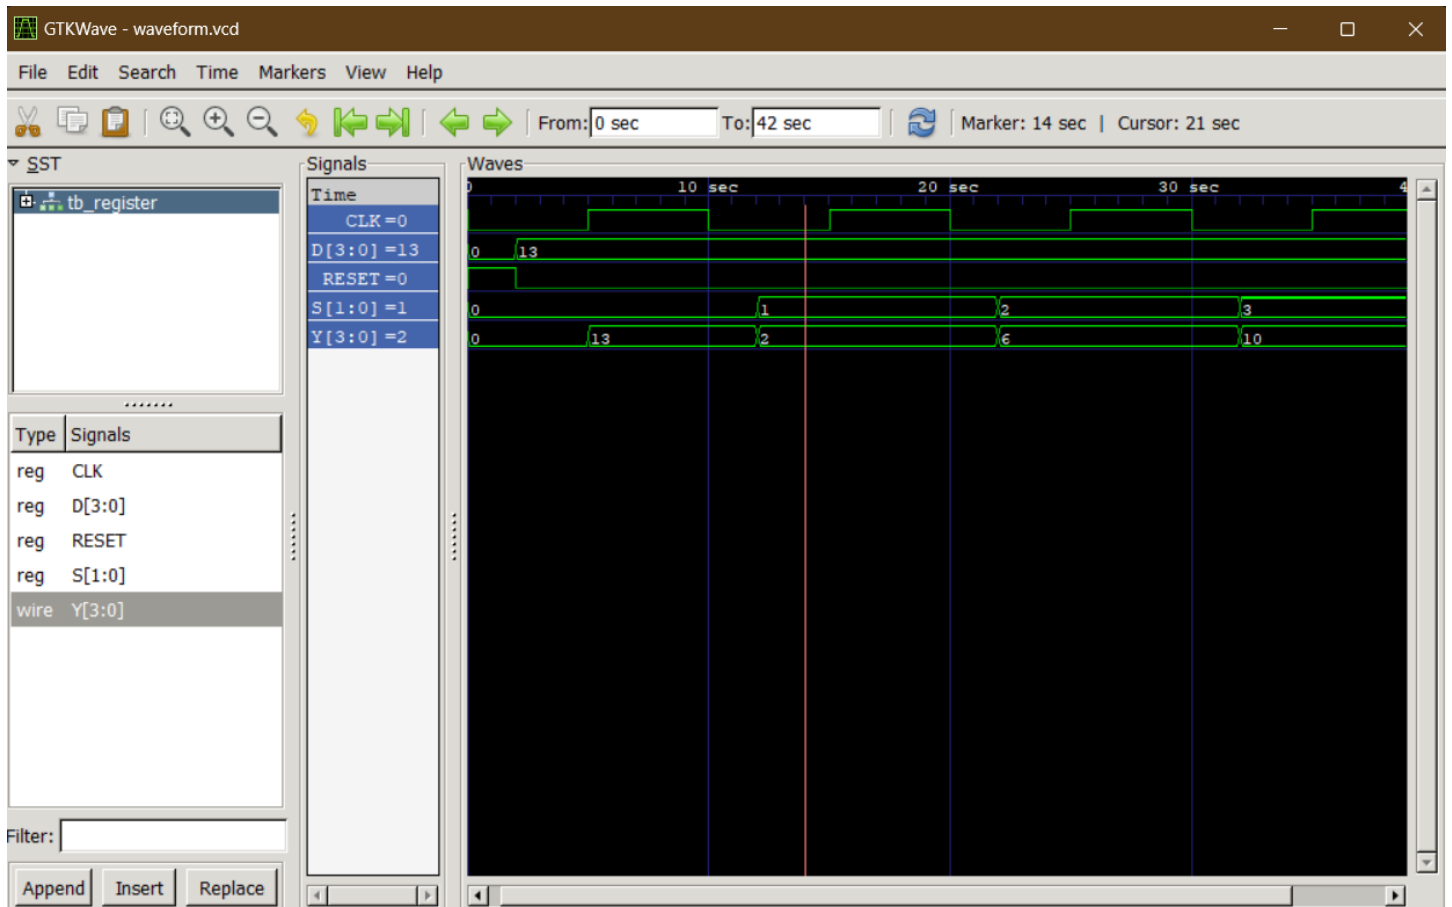 GTKWave - waveform.vcd
File Edit Search Time Markers View Help
From: 0 sec To: 42 sec Marker: 14 sec | Cursor: 21 sec
SST
tb_register
Type Signals
reg CLK
reg D[3:0]
reg RESET
reg S[1:0]
wire Y[3:0]
Filter:
Append Insert Replace
Signals
Time
CLK =0
D[3:0] =13
RESET =0
S[1:0] =1
Y[3:0] =2
Waves
0 10 sec 20 sec 30 sec 4
0 13
0 1 2 3
0 13 2 6 10